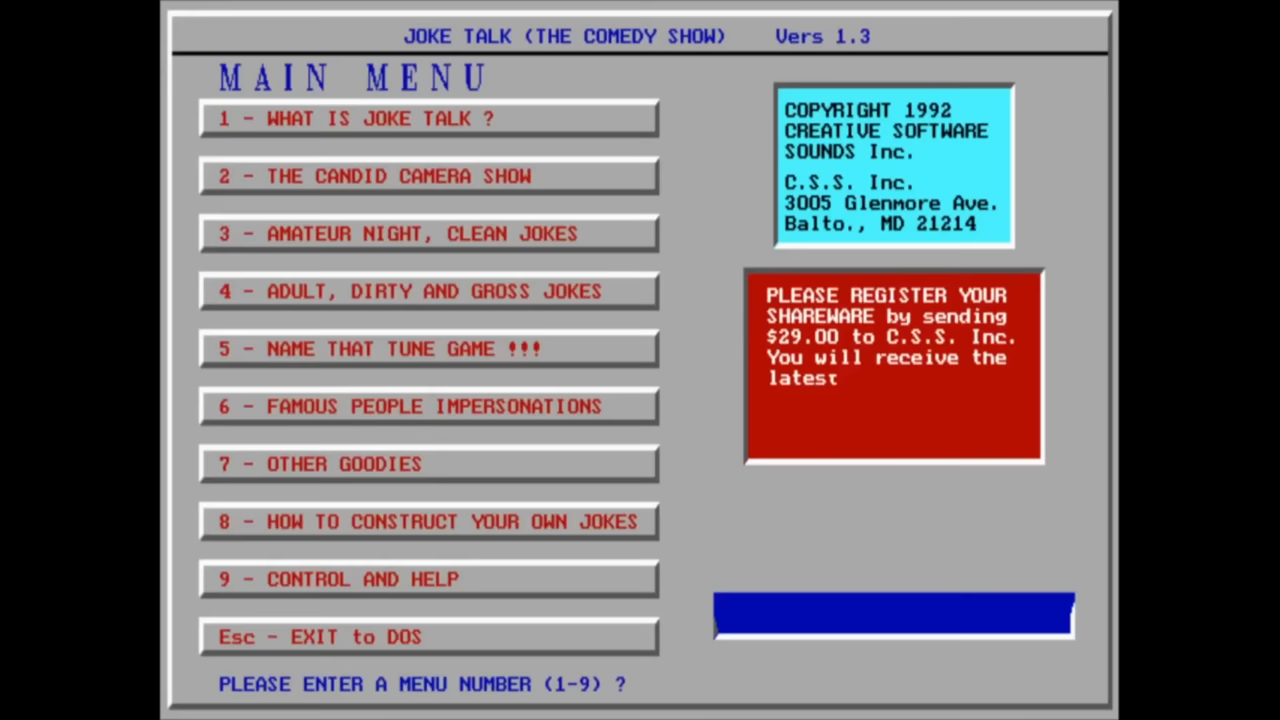 JOKE TALK (THE COMEDY SHOW) Vers 1.3
MAIN MENU
1 - WHAT IS JOKE TALK ?
2 - THE CANDID CAMERA SHOW
3 - AMATEUR NIGHT, CLEAN JOKES
4 - ADULT, DIRTY AND GROSS JOKES
5 - NAME THAT TUNE GAME !!!
6 - FAMOUS PEOPLE IMPERSONATIONS
7 - OTHER GOODIES
8 - HOW TO CONSTRUCT YOUR OWN JOKES
9 - CONTROL AND HELP
Esc - EXIT to DOS
PLEASE ENTER A MENU NUMBER (1-9) ?
COPYRIGHT 1992
CREATIVE SOFTWARE
SOUNDS Inc.
C.S.S. Inc.
3005 Glenmore Ave.
Balto., MD 21214
PLEASE REGISTER YOUR
SHAREWARE by sending
$29.00 to C.S.S. Inc.
You will receive the
latest